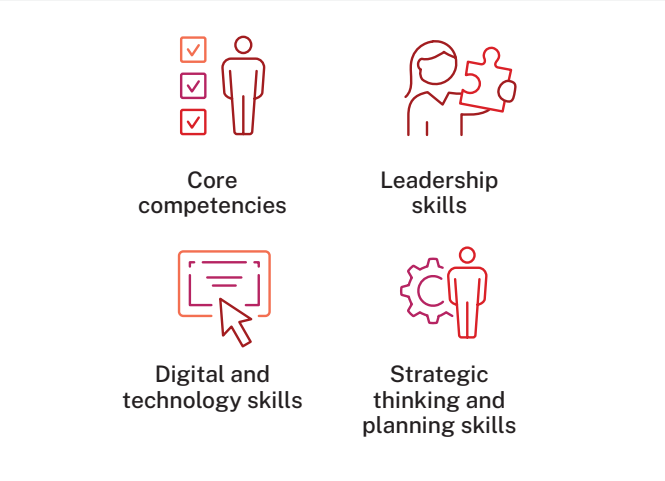 Core
competencies
Leadership
skills
Digital and
technology skills
Strategic
thinking and
planning skills